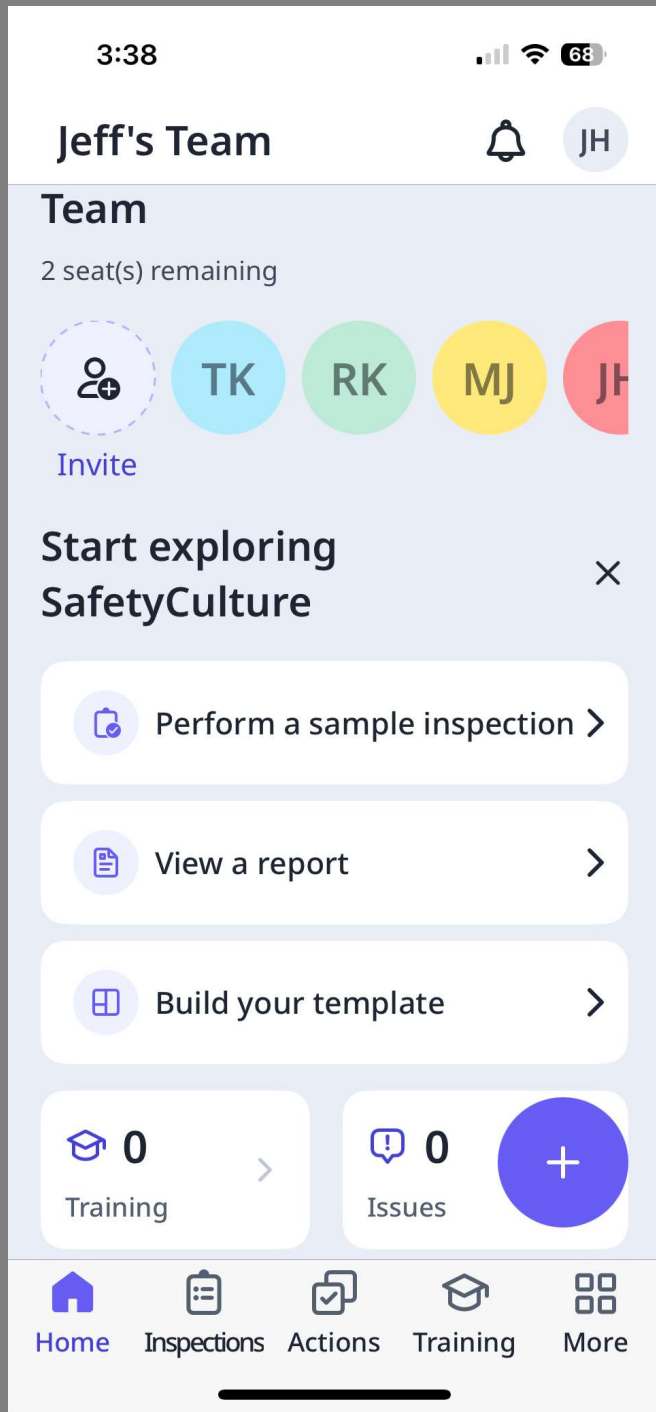 3:38
68
Jeff's Team
JH
Team
2 seat(s) remaining
TK
RK
MJ
JH
Invite
Start exploring
SafetyCulture
Perform a sample inspection
View a report
Build your template
0
Training
0
Issues
Home
Inspections
Actions
Training
More